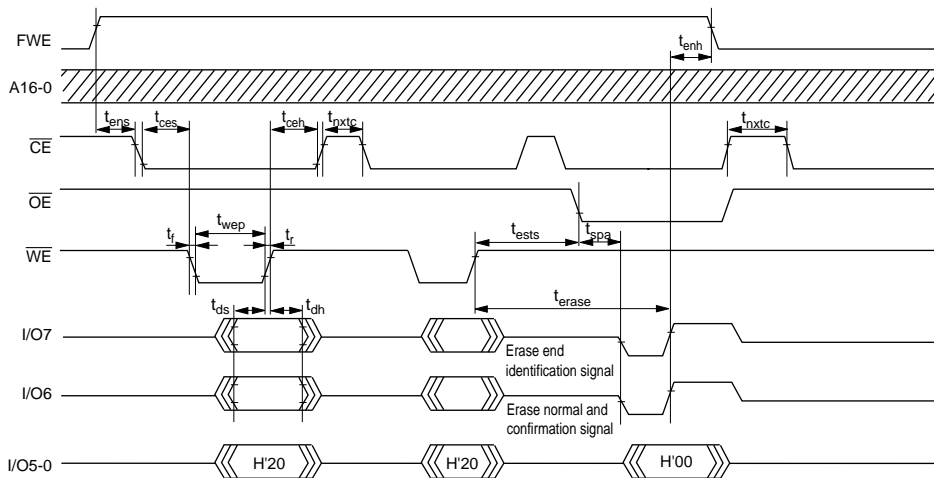 FWE
t_enh
A16-0
t_ens t_ces t_ceh t_nxtc t_nxtc
CE
OE
t_f t_wep t_r t_ests t_spa
WE
t_ds t_dh t_erase
I/O7
Erase end
identification signal
I/O6
Erase normal and
confirmation signal
I/O5-0 H'20 H'20 H'00